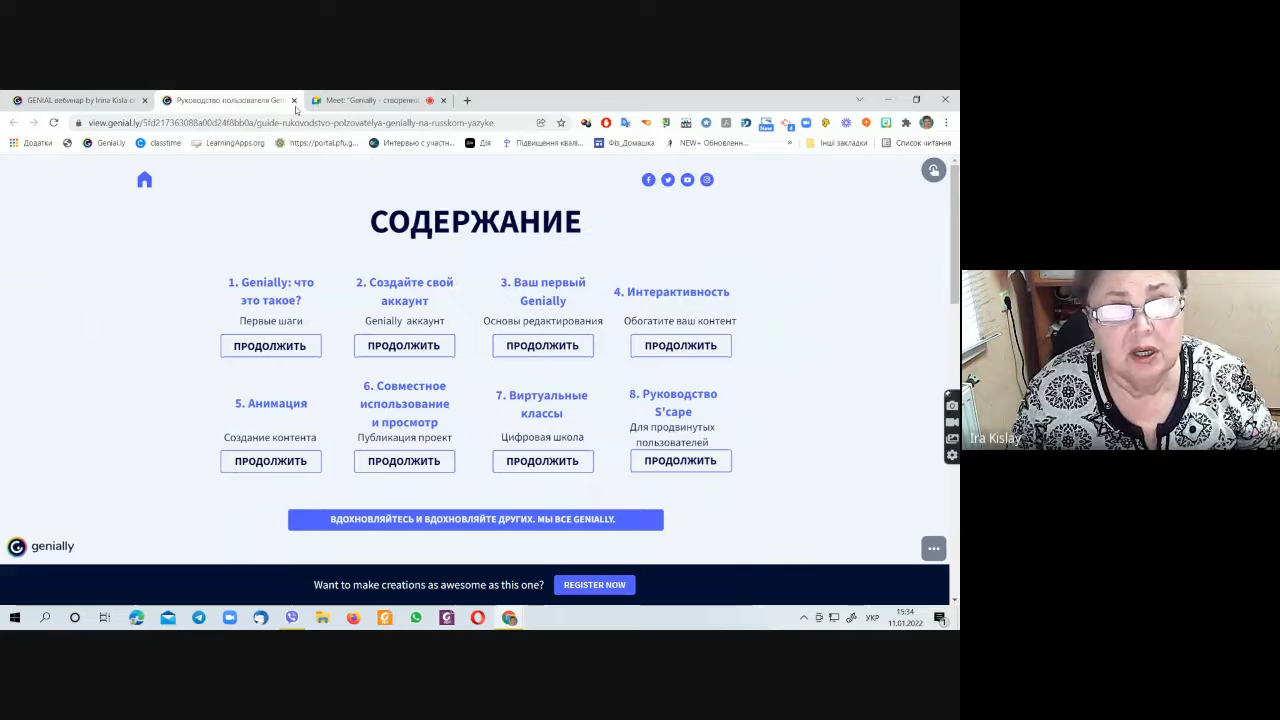 GENIAL вебинар by Irina Kisla
Руководство пользователя Geni
Meet: "Genially - створення
view.genial.ly/5fd217363088a00d24f8bb0a/guide-rukovodstvo-polzovatelya-genially-na-russkom-yazyke
Додатки
Genial.ly
classtime
LearningApps.org
https://portal.pfu.g...
Интервью с участн...
Дія
Підвищення квалі...
Фіз_Домашка
NEW+ Обновленн...
»
Інші закладки
Список читання
СОДЕРЖАНИЕ
1. Genially: что
это такое?
Первые шаги
ПРОДОЛЖИТЬ
2. Создайте свой
аккаунт
Genially аккаунт
ПРОДОЛЖИТЬ
3. Ваш первый
Genially
Основы редактирования
ПРОДОЛЖИТЬ
4. Интерактивность
Обогатите ваш контент
ПРОДОЛЖИТЬ
5. Анимация
Создание контента
ПРОДОЛЖИТЬ
6. Совместное
использование
и просмотр
Публикация проект
ПРОДОЛЖИТЬ
7. Виртуальные
классы
Цифровая школа
ПРОДОЛЖИТЬ
8. Руководство
S'cape
Для продвинутых
пользователей
ПРОДОЛЖИТЬ
ВДОХНОВЛЯЙТЕСЬ И ВДОХНОВЛЯЙТЕ ДРУГИХ. МЫ ВСЕ GENIALLY.
genially
Want to make creations as awesome as this one?
REGISTER NOW
УКР
15:34
11.01.2022
Ira Kislay